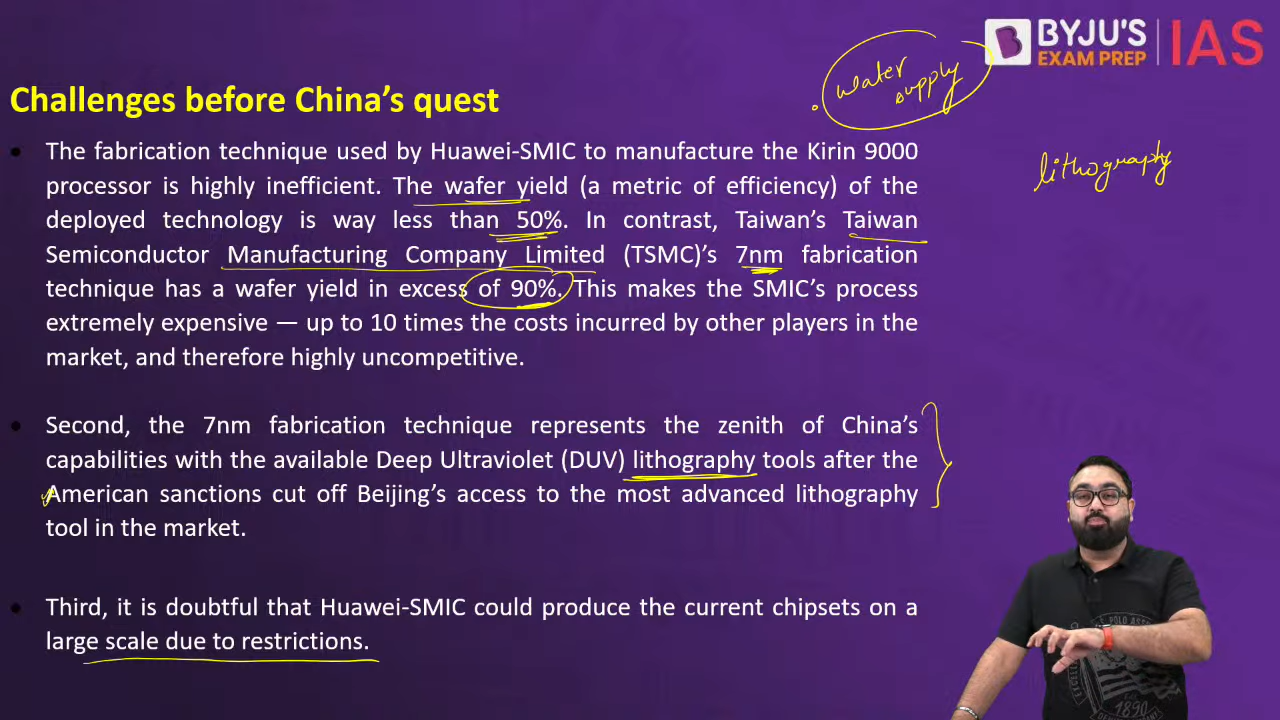 BYJU'S
EXAM PREP
IAS
water
supply
Challenges before China's quest
lithography
The fabrication technique used by Huawei-SMIC to manufacture the Kirin 9000
processor is highly inefficient. The wafer yield (a metric of efficiency) of the
deployed technology is way less than 50%. In contrast, Taiwan's Taiwan
Semiconductor Manufacturing Company Limited (TSMC)'s 7nm fabrication
technique has a wafer yield in excess of 90%. This makes the SMIC's process
extremely expensive — up to 10 times the costs incurred by other players in the
market, and therefore highly uncompetitive.
Second, the 7nm fabrication technique represents the zenith of China's
capabilities with the available Deep Ultraviolet (DUV) lithography tools after the
American sanctions cut off Beijing's access to the most advanced lithography
tool in the market.
Third, it is doubtful that Huawei-SMIC could produce the current chipsets on a
large scale due to restrictions.
1890